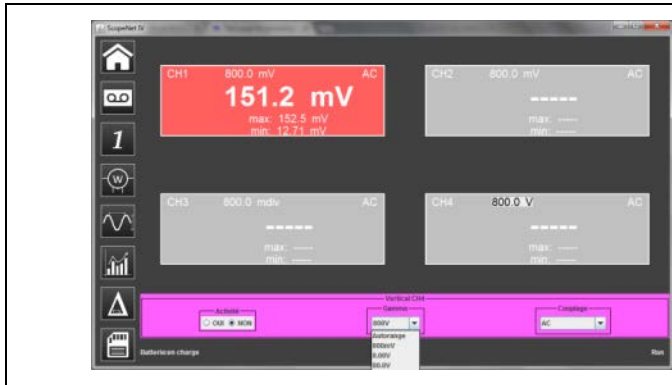 ScopeNet IV
CH1 800.0 mV AC
151.2 mV
max: 152.5 mV
min: 12.71 mV
CH2 800.0 mV AC
-----
max: -----
min: -----
CH3 800.0 mdiv AC
-----
max: -----
min: -----
CH4 800.0 V AC
-----
max: -----
min: -----
1
W
Vertical CH4
Activité
OUI NON
Gamme
800V
Autorange
800mV
8.00V
80.0V
Couplage
AC
Batterie en charge
Run